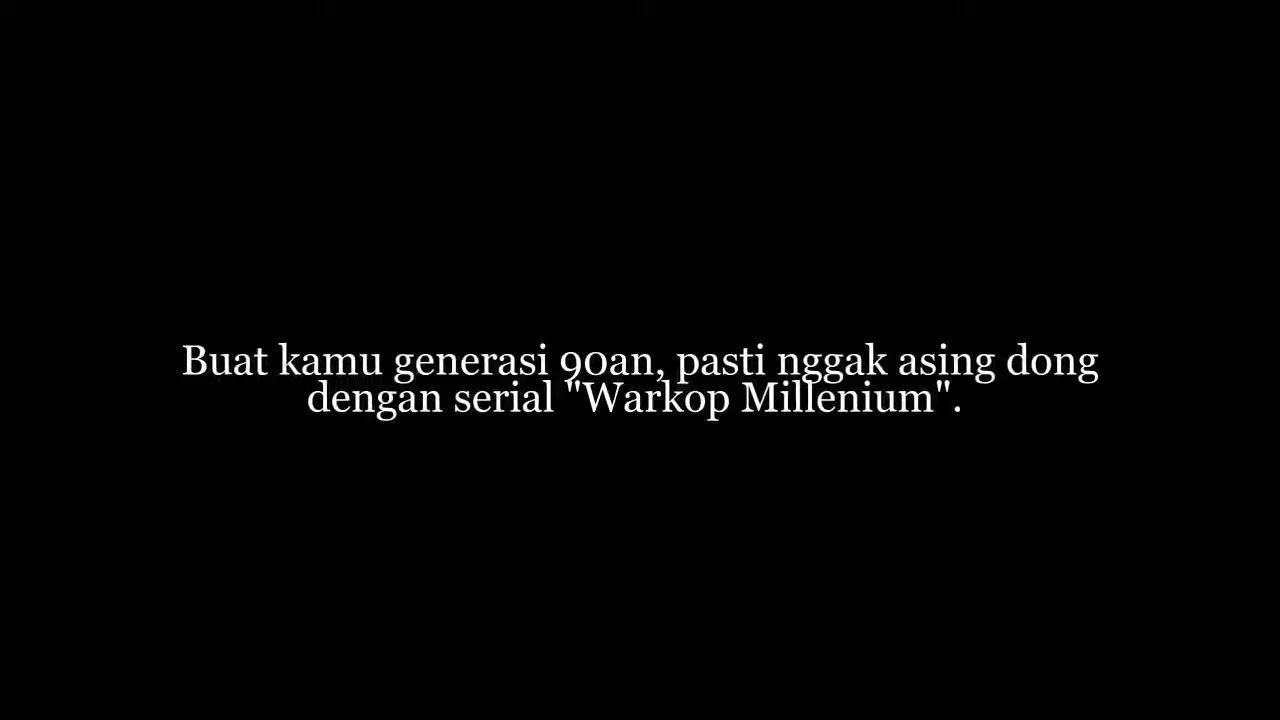 Buat kamu generasi 90an, pasti nggak asing dong
dengan serial "Warkop Millenium".